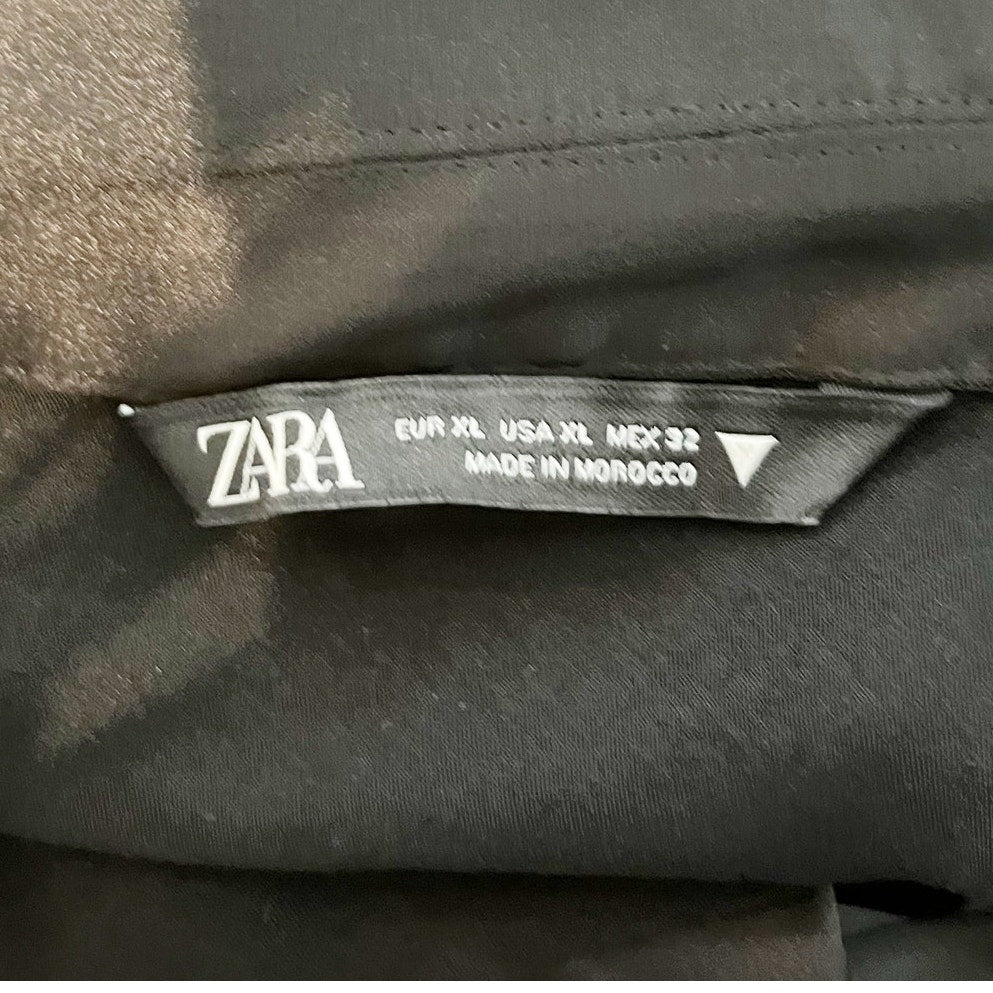 ZARA
EUR XL USA XL MEX 32
MADE IN MOROCCO